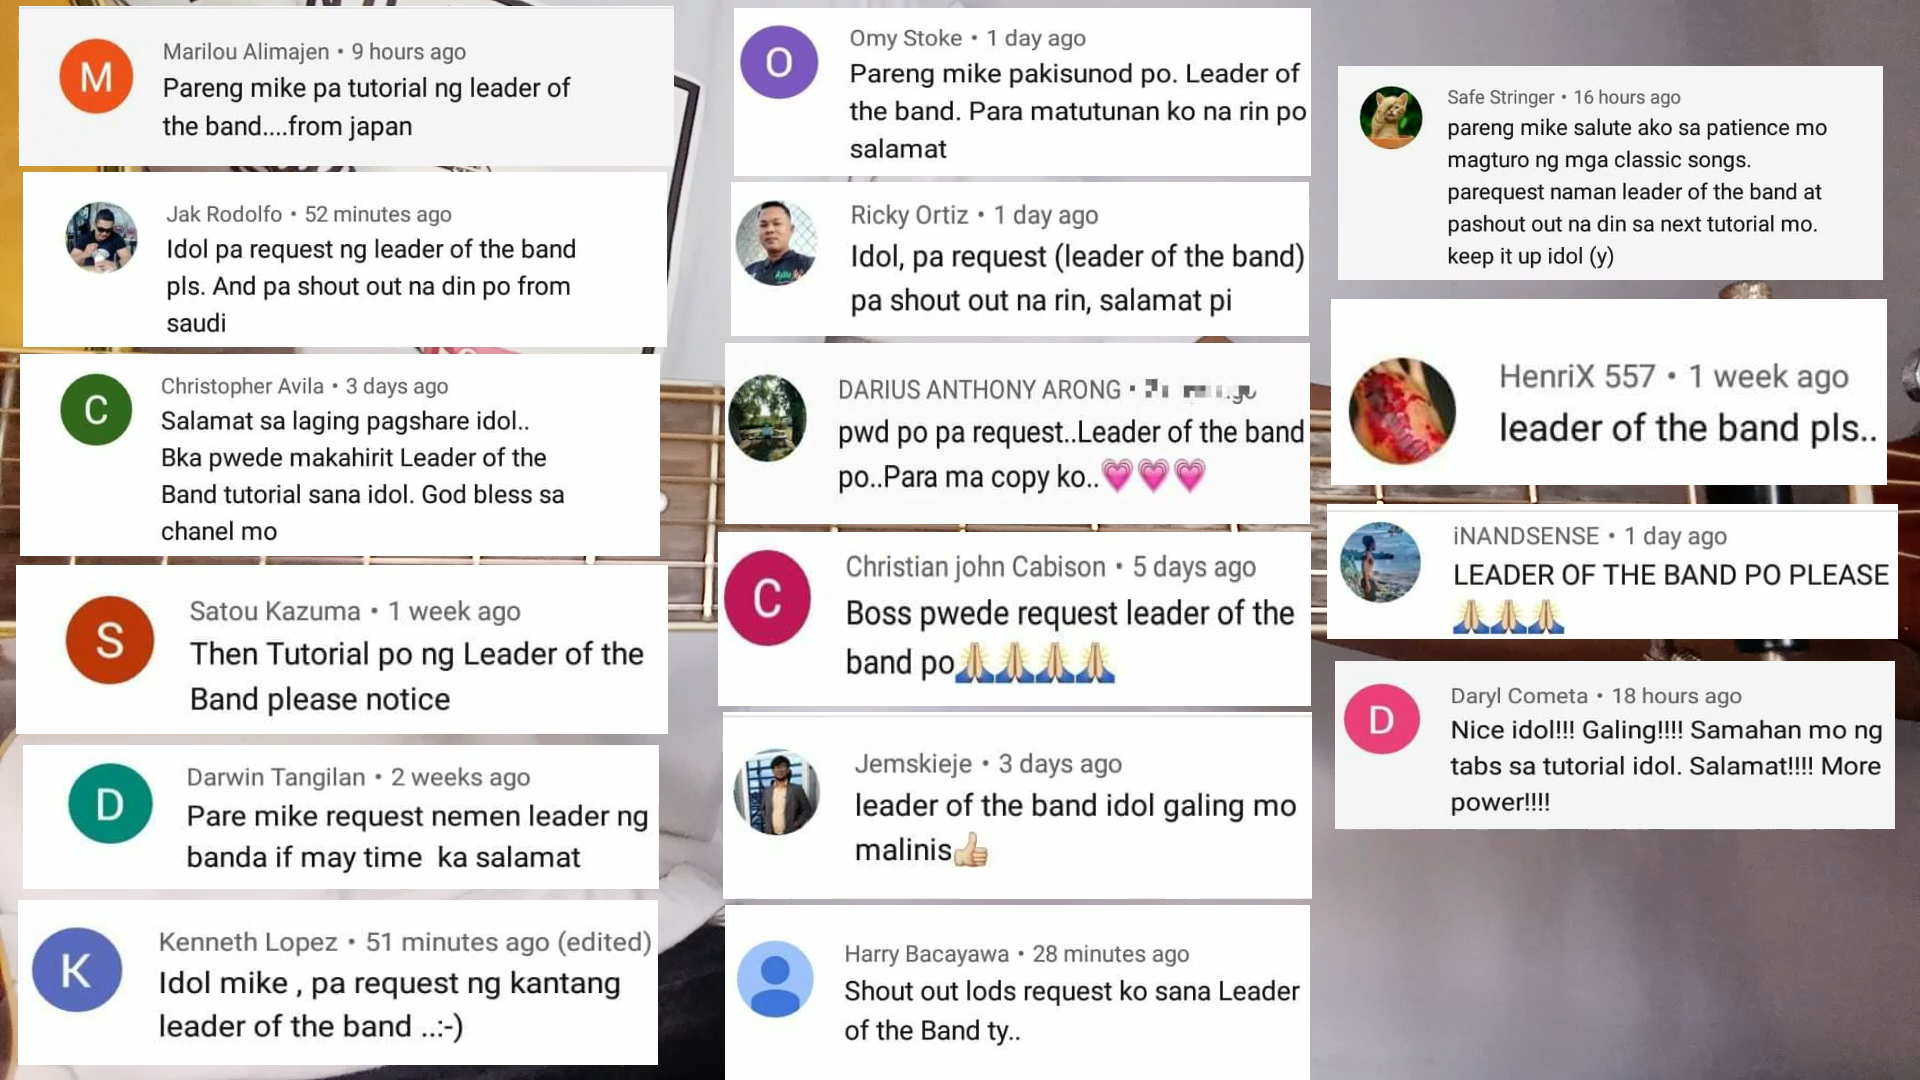 M
Marilou Alimajen • 9 hours ago
Pareng mike pa tutorial ng leader of
the band....from japan
Jak Rodolfo • 52 minutes ago
Idol pa request ng leader of the band
pls. And pa shout out na din po from
saudi
C
Christopher Avila • 3 days ago
Salamat sa laging pagshare idol..
Bka pwede makahirit Leader of the
Band tutorial sana idol. God bless sa
chanel mo
S
Satou Kazuma • 1 week ago
Then Tutorial po ng Leader of the
Band please notice
D
Darwin Tangilan • 2 weeks ago
Pare mike request nemen leader ng
banda if may time  ka salamat
K
Kenneth Lopez • 51 minutes ago (edited)
Idol mike , pa request ng kantang
leader of the band ..:-)
O
Omy Stoke • 1 day ago
Pareng mike pakisunod po. Leader of
the band. Para matutunan ko na rin po
salamat
Ricky Ortiz • 1 day ago
Idol, pa request (leader of the band)
pa shout out na rin, salamat pi
DARIUS ANTHONY ARONG •
pwd po pa request..Leader of the band
po..Para ma copy ko..💗💗💗
C
Christian john Cabison • 5 days ago
Boss pwede request leader of the
band po🙏🙏🙏🙏
Jemskieje • 3 days ago
leader of the band idol galing mo
malinis👍
Harry Bacayawa • 28 minutes ago
Shout out lods request ko sana Leader
of the Band ty..
Safe Stringer • 16 hours ago
pareng mike salute ako sa patience mo
magturo ng mga classic songs.
parequest naman leader of the band at
pashout out na din sa next tutorial mo.
keep it up idol (y)
HenriX 557 • 1 week ago
leader of the band pls..
iNANDSENSE • 1 day ago
LEADER OF THE BAND PO PLEASE
🙏🙏🙏
D
Daryl Cometa • 18 hours ago
Nice idol!!! Galing!!!! Samahan mo ng
tabs sa tutorial idol. Salamat!!!! More
power!!!!